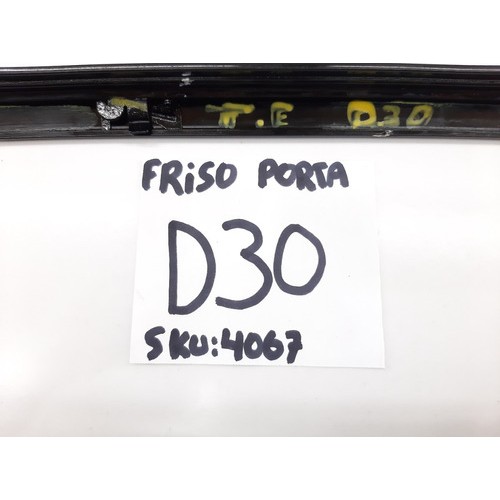 T.E D30
FRISO PORTA
D30
SKU:4067